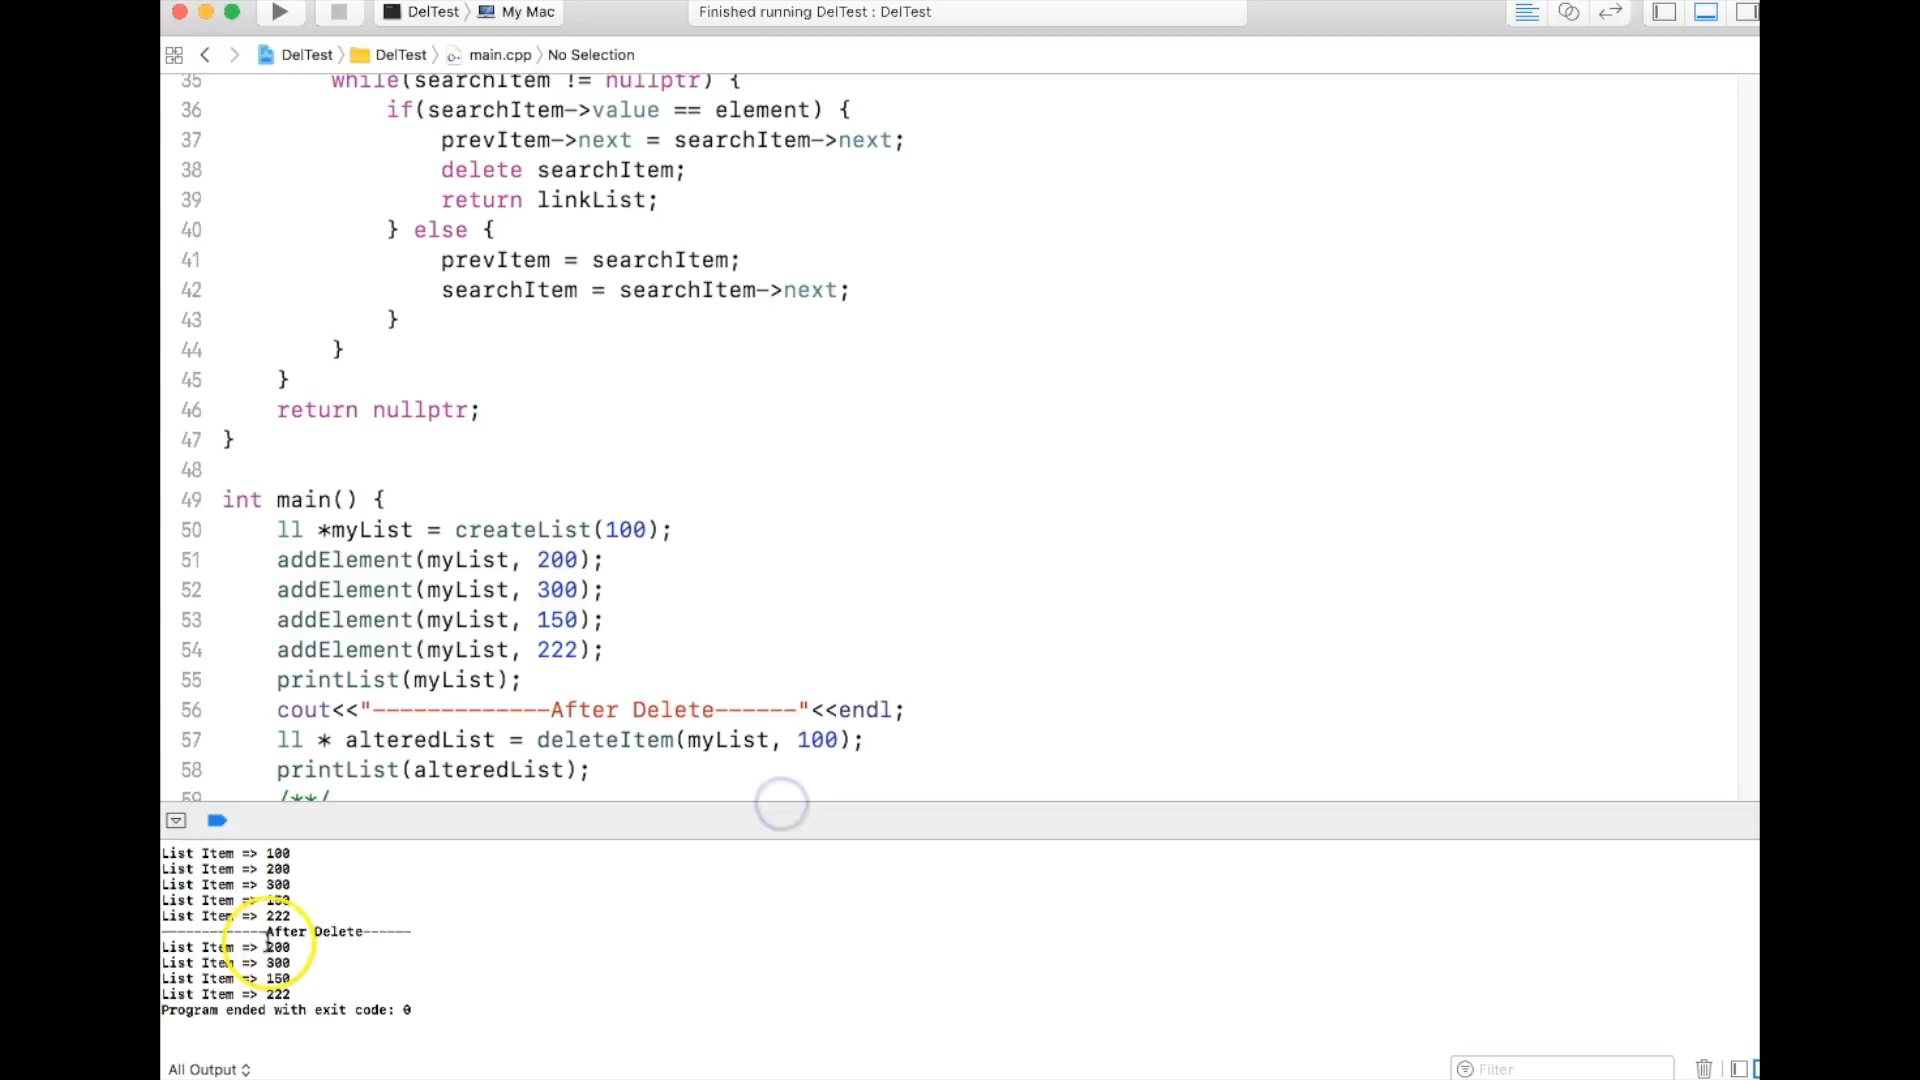 DelTest 〉 My Mac
Finished running DelTest : DelTest
DelTest 〉 DelTest 〉 main.cpp 〉 No Selection
35 while(searchItem != nullptr) {
36 if(searchItem->value == element) {
37 prevItem->next = searchItem->next;
38 delete searchItem;
39 return linkList;
40 } else {
41 prevItem = searchItem;
42 searchItem = searchItem->next;
43 }
44 }
45 }
46 return nullptr;
47 }
48
49 int main() {
50 ll *myList = createList(100);
51 addElement(myList, 200);
52 addElement(myList, 300);
53 addElement(myList, 150);
54 addElement(myList, 222);
55 printList(myList);
56 cout<<"-------------After Delete------"<<endl;
57 ll * alteredList = deleteItem(myList, 100);
58 printList(alteredList);
59 /**/
List Item => 100
List Item => 200
List Item => 300
List Item => 150
List Item => 222
-------------After Delete------
List Item => 200
List Item => 300
List Item => 150
List Item => 222
Program ended with exit code: 0
All Output
Filter